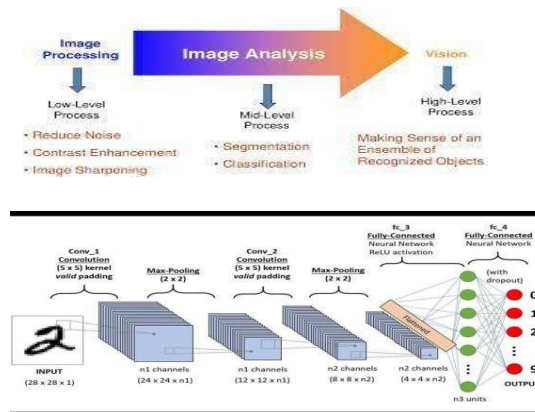 Image
Processing
Image Analysis
Vision
Low-Level
Process
• Reduce Noise
• Contrast Enhancement
• Image Sharpening
Mid-Level
Process
• Segmentation
• Classification
High-Level
Process
Making Sense of an
Ensemble of
Recognized Objects
Conv_1
Convolution
(5 x 5) kernel
valid padding
Max-Pooling
(2 x 2)
Conv_2
Convolution
(5 x 5) kernel
valid padding
Max-Pooling
(2 x 2)
fc_3
Fully-Connected
Neural Network
ReLU activation
fc_4
Fully-Connected
Neural Network
(with
dropout)
Flattened
2
INPUT
(28 x 28 x 1)
n1 channels
(24 x 24 x n1)
n1 channels
(12 x 12 x n1)
n2 channels
(8 x 8 x n2)
n2 channels
(4 x 4 x n2)
n3 units
0
1
2
9
OUTPU